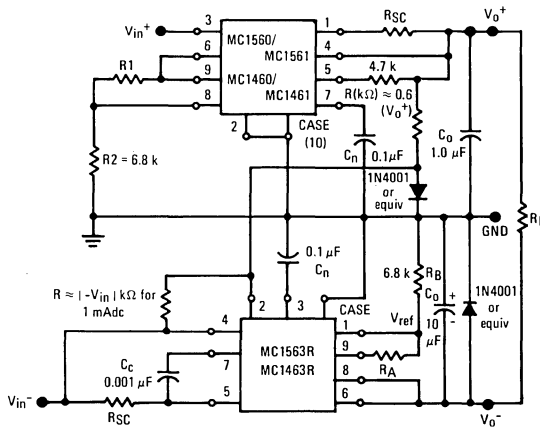 Vin+
3
MC1560/
MC1561
1
RSC
Vo+
6
4
R1
9
MC1460/
MC1461
5
4.7 k
8
7
R(kΩ) ≈ 0.6
(Vo+)
2
CASE
(10)
Cn
0.1μF
Co
1.0 μF
R2 = 6.8 k
1N4001
or
equiv
GND
0.1 μF
Cn
6.8 k
RB
Co
+
10
μF
-
1N4001
or
equiv
R ≈ | -Vin | kΩ for
1 mAdc
2
3
CASE
4
1
Vref
7
MC1563R
MC1463R
9
RA
Cc
0.001 μF
8
Vin-
RSC
5
6
Vo-